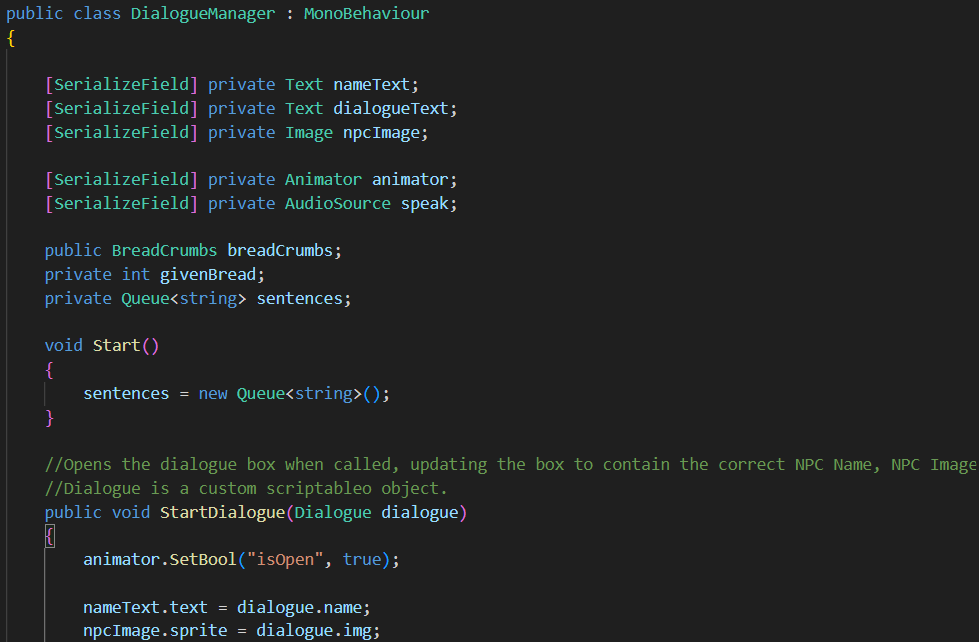 public class DialogueManager : MonoBehaviour
{
[SerializeField] private Text nameText;
[SerializeField] private Text dialogueText;
[SerializeField] private Image npcImage;
[SerializeField] private Animator animator;
[SerializeField] private AudioSource speak;
public BreadCrumbs breadCrumbs;
private int givenBread;
private Queue<string> sentences;
void Start()
{
sentences = new Queue<string>();
}
//Opens the dialogue box when called, updating the box to contain the correct NPC Name, NPC Image
//Dialogue is a custom scriptableo object.
public void StartDialogue(Dialogue dialogue)
{
animator.SetBool("isOpen", true);
nameText.text = dialogue.name;
npcImage.sprite = dialogue.img;